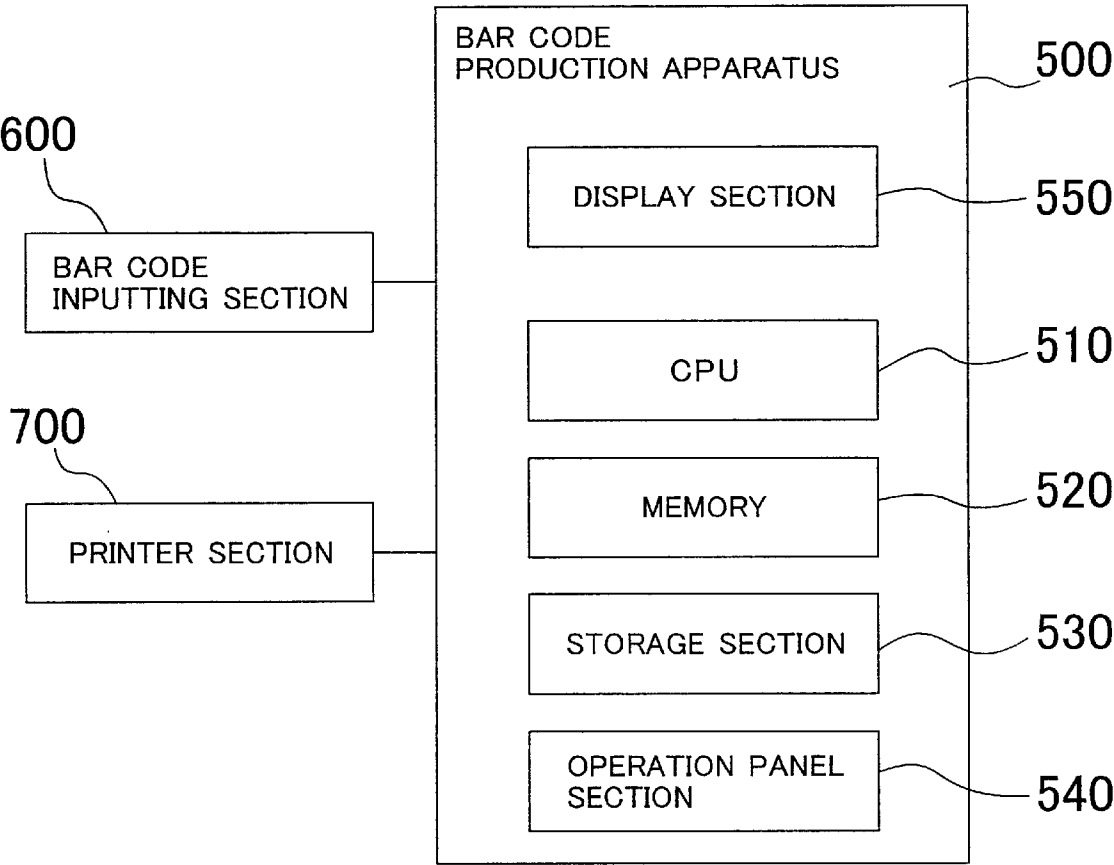 BAR CODE
PRODUCTION APPARATUS
500
600
DISPLAY SECTION
550
BAR CODE
INPUTTING SECTION
CPU
510
700
MEMORY
520
PRINTER SECTION
STORAGE SECTION
530
OPERATION PANEL
SECTION
540